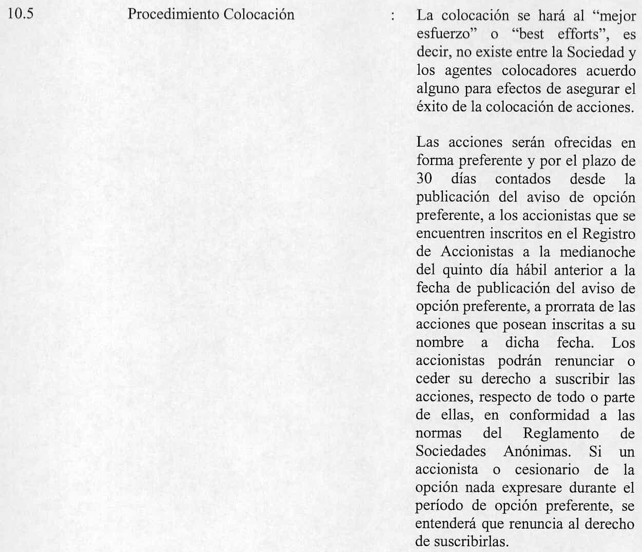 10.5 Procedimiento Colocación : La colocación se hará al “mejor
esfuerzo” o “best efforts”, es
decir, no existe entre la Sociedad y
los agentes colocadores acuerdo
alguno para efectos de asegurar el
éxito de la colocación de acciones.
Las acciones serán ofrecidas en
forma preferente y por el plazo de
30 días contados desde la
publicación del aviso de opción
preferente, a los accionistas que se
encuentren inscritos en el Registro
de Accionistas a la medianoche
del quinto día hábil anterior a la
fecha de publicación del aviso de
opción preferente, a prorrata de las
acciones que posean inscritas a su
nombre a dicha fecha. Los
accionistas podrán renunciar o
ceder su derecho a suscribir las
acciones, respecto de todo o parte
de ellas, en conformidad a las
normas del Reglamento de
Sociedades Anónimas. Si un
accionista o cesionario de la
opción nada expresare durante el
período de opción preferente, se
entenderá que renuncia al derecho
de suscribirlas.